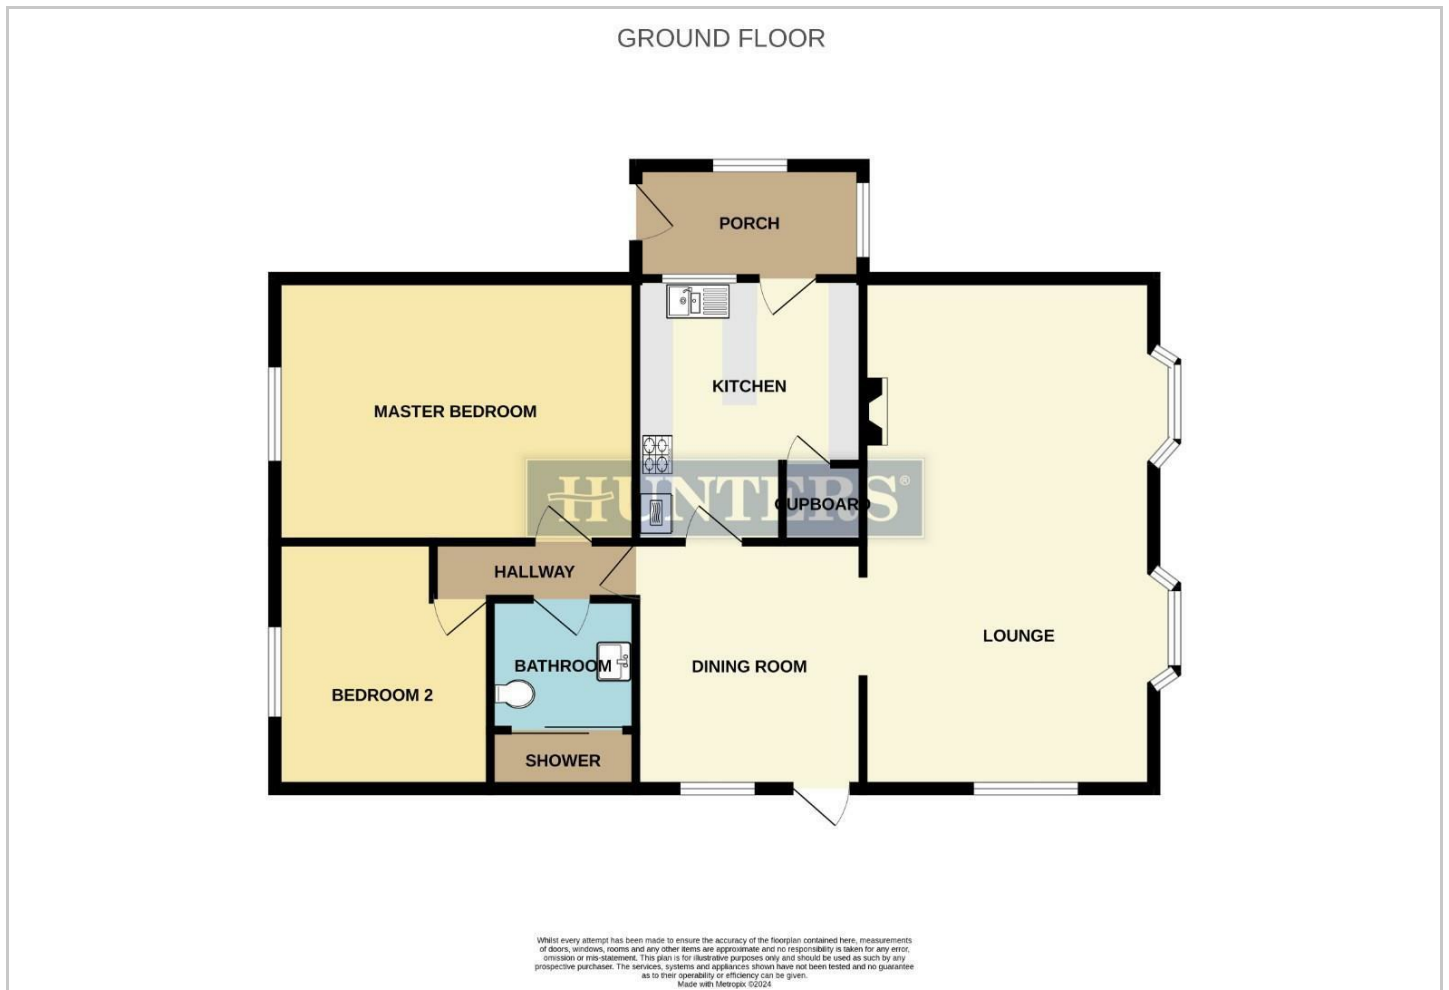 GROUND FLOOR
PORCH
KITCHEN
MASTER BEDROOM
HUNTERS®
CUPBOARD
HALLWAY
LOUNGE
BATHROOM
DINING ROOM
BEDROOM 2
SHOWER
Whilst every attempt has been made to ensure the accuracy of the floorplan contained here, measurements
of doors, windows, rooms and any other items are approximate and no responsibility is taken for any error,
omission or mis-statement. This plan is for illustrative purposes only and should be used as such by any
prospective purchaser. The services, systems and appliances shown have not been tested and no guarantee
as to their operability or efficiency can be given.
Made with Metropix ©2024